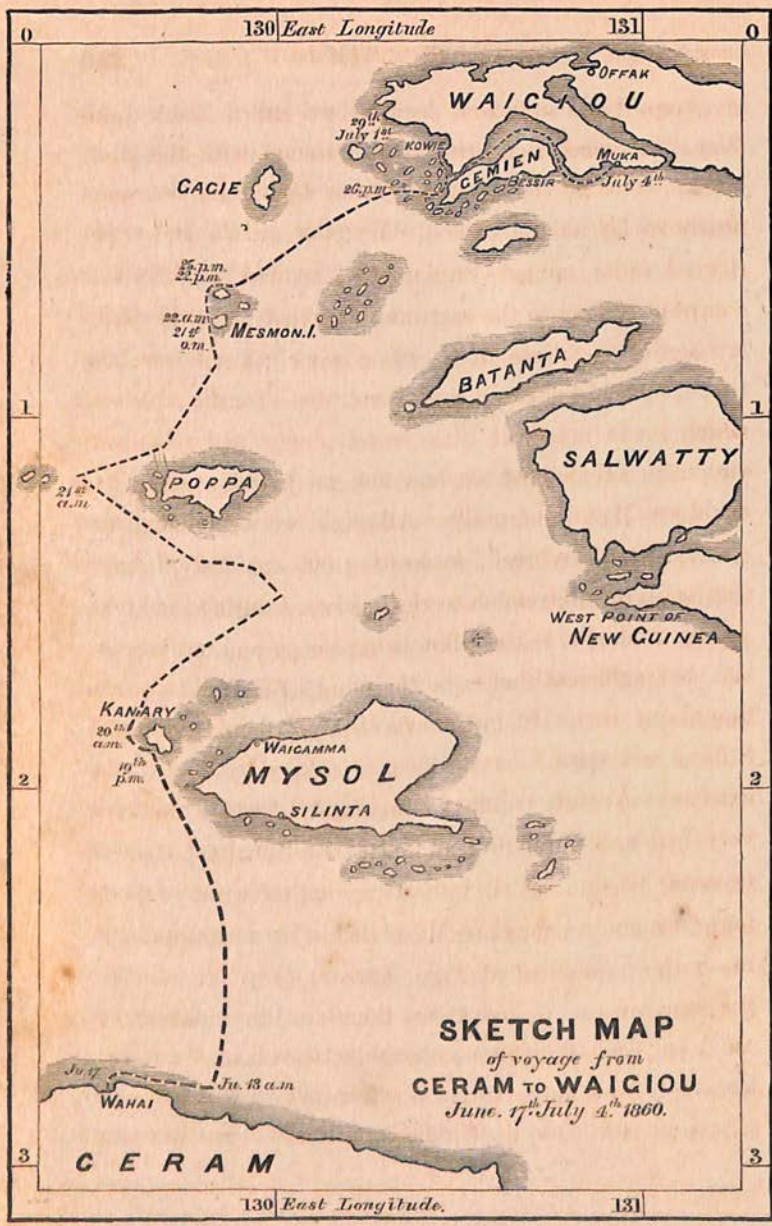 0 130 East Longitude 131 0
OFFAK
WAIGIOU
29th
July 1st
KOWIE
GEMIEN
MUKA
26.p.m.
BESSIR
July 4th
GAGIE
25.p.m.
22.p.m.
22.a.m
21st
p.m.
MESMON.I.
BATANTA
1 1
SALWATTY
POPPA
21st
a.m
WEST POINT OF
NEW GUINEA
KANARY
20th
a.m.
WAIGAMMA
19th
p.m.
MYSOL
2 2
SILINTA
SKETCH MAP
of voyage from
CERAM TO WAIGIOU
June. 17th July 4th 1860.
Ju. 17
Ju. 18 a.m
WAHAI
CERAM
3 3
130 East Longitude. 131